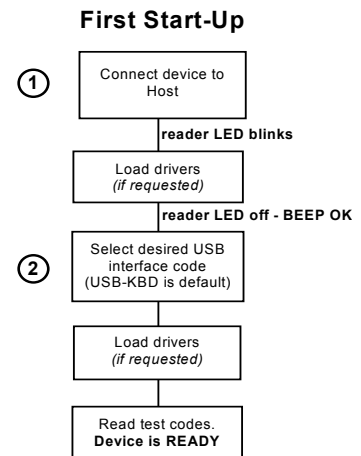 First Start-Up
1
Connect device to
Host
reader LED blinks
Load drivers
(if requested)
reader LED off - BEEP OK
2
Select desired USB
interface code
(USB-KBD is default)
Load drivers
(if requested)
Read test codes.
Device is READY